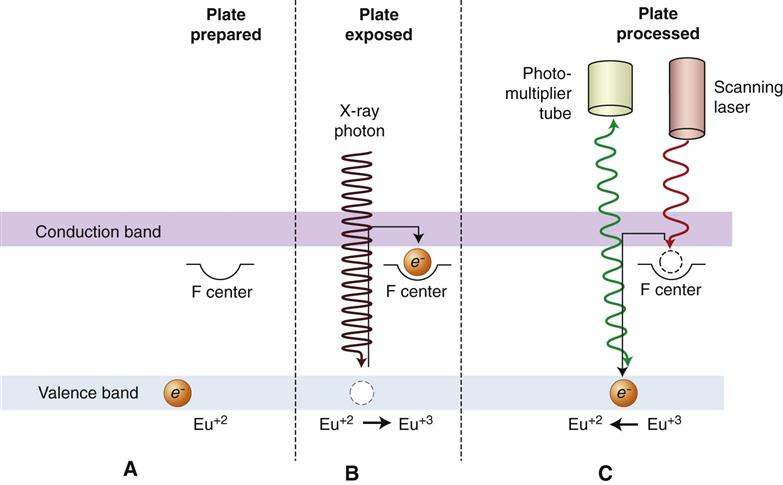 Plate
prepared
Plate
exposed
Plate
processed
X-ray
photon
Photo-
multiplier
tube
Scanning
laser
Conduction band
F center
e-
F center
F center
Valence band
e-
Eu+2
Eu+2 → Eu+3
e-
Eu+2 ← Eu+3
A
B
C